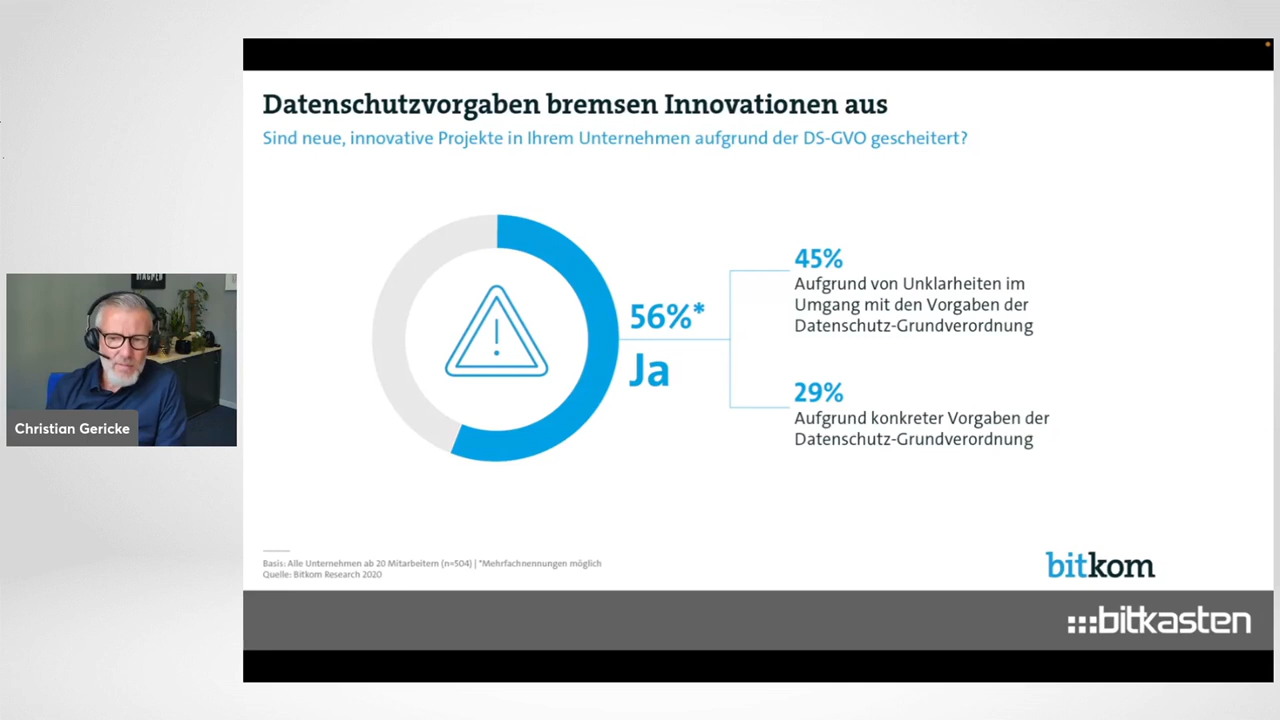 Datenschutzvorgaben bremsen Innovationen aus
Sind neue, innovative Projekte in Ihrem Unternehmen aufgrund der DS-GVO gescheitert?
56%*
Ja
45%
Aufgrund von Unklarheiten im
Umgang mit den Vorgaben der
Datenschutz-Grundverordnung
29%
Aufgrund konkreter Vorgaben der
Datenschutz-Grundverordnung
Christian Gericke
Basis: Alle Unternehmen ab 20 Mitarbeitern (n=504) | *Mehrfachnennungen möglich
Quelle: Bitkom Research 2020
bitkom
bitkasten